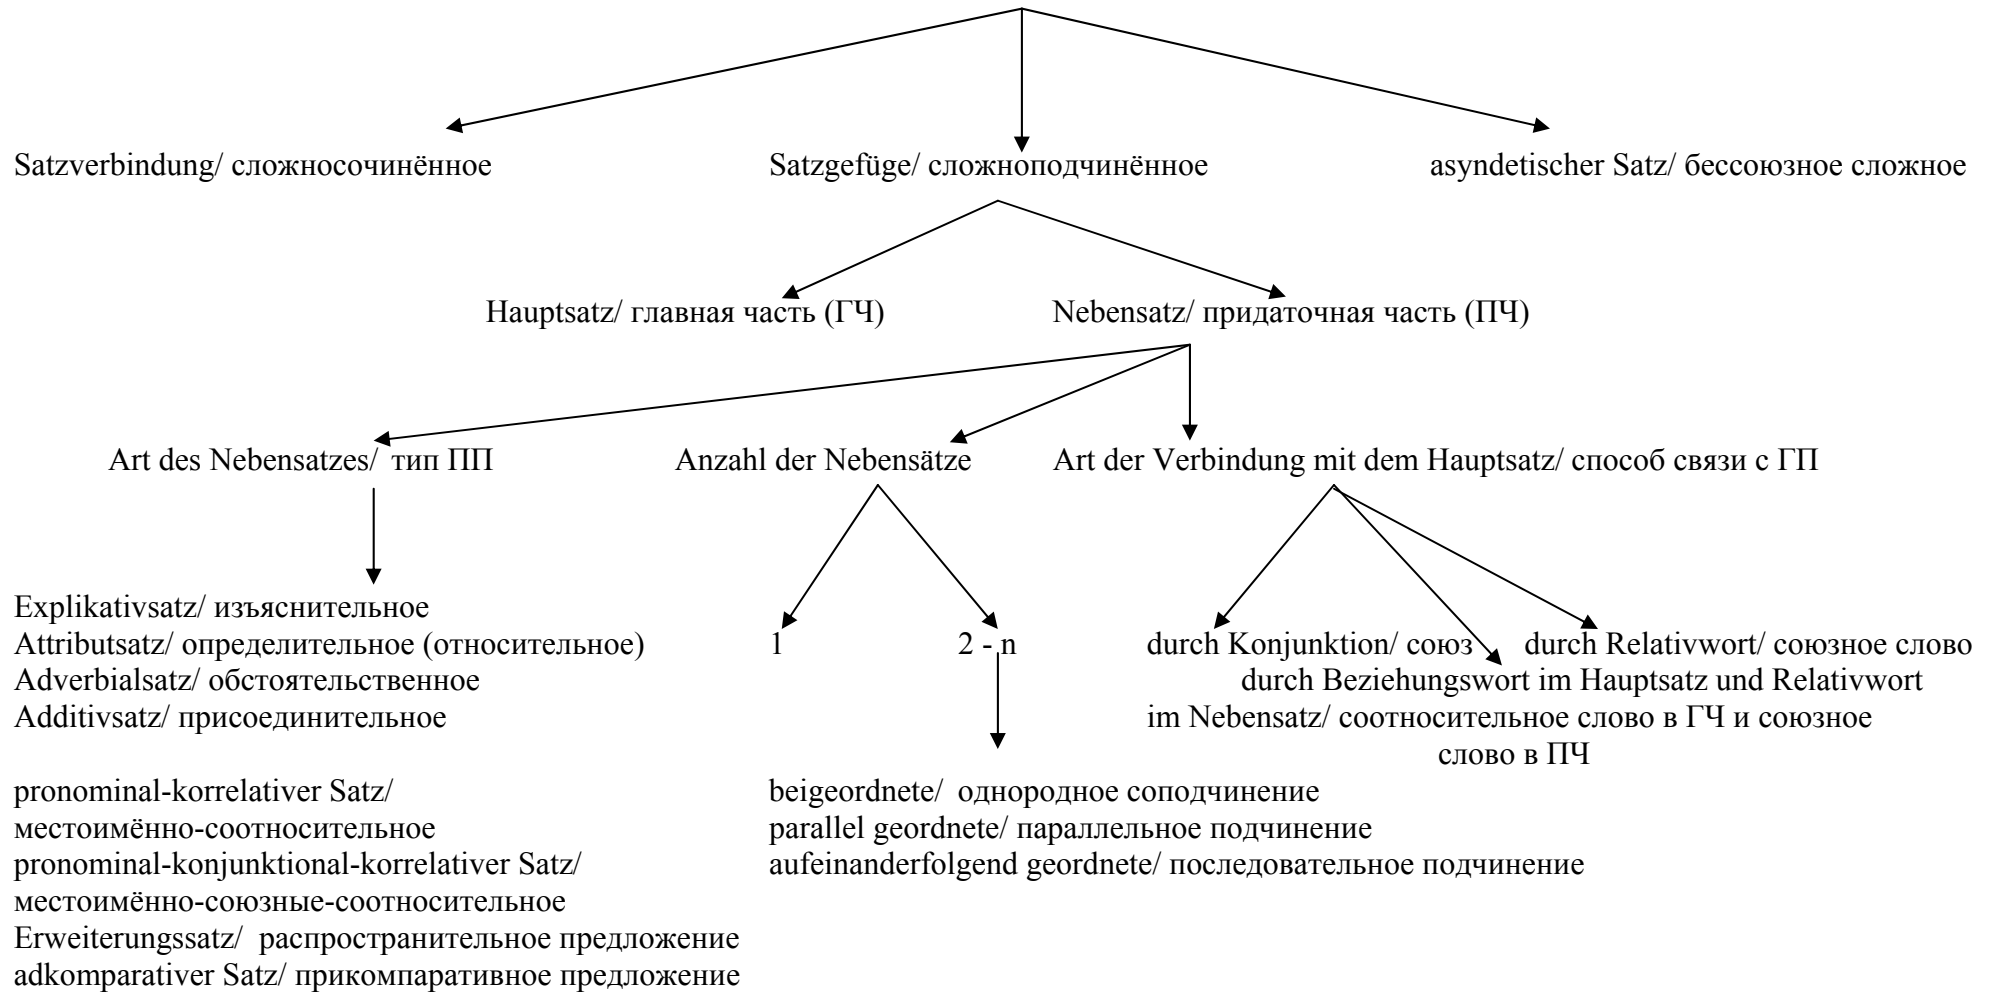 Satzverbindung/ сложносочинённое
Satzgefüge/ сложноподчинённое
asyndetischer Satz/ бессоюзное сложное
Hauptsatz/ главная часть (ГЧ)
Nebensatz/ придаточная часть (ПЧ)
Art des Nebensatzes/ тип ПП
Anzahl der Nebensätze
Art der Verbindung mit dem Hauptsatz/ способ связи с ГП
Explikativsatz/ изъяснительное
Attributsatz/ определительное (относительное)
Adverbialsatz/ обстоятельственное
Additivsatz/ присоединительное
pronominal-korrelativer Satz/
местоимённо-соотносительное
pronominal-konjunktional-korrelativer Satz/
местоимённо-союзные-соотносительное
Erweiterungssatz/ распространительное предложение
adkomparativer Satz/ прикомпаративное предложение
1
2 - n
beigeordnete/ однородное соподчинение
parallel geordnete/ параллельное подчинение
aufeinanderfolgend geordnete/ последовательное подчинение
durch Konjunktion/ союз
durch Relativwort/ союзное слово
durch Beziehungswort im Hauptsatz und Relativwort
im Nebensatz/ соотносительное слово в ГЧ и союзное
слово в ПЧ